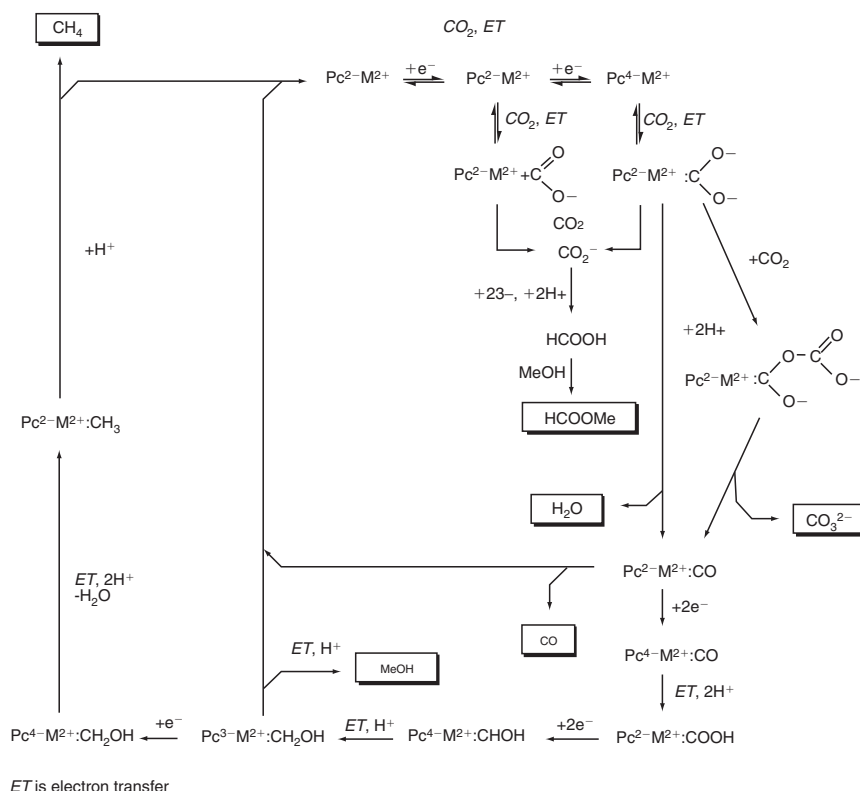 CH₄
CO₂, ET
Pc²⁻M²⁺ +e⁻ Pc²⁻M²⁺ +e⁻ Pc⁴⁻M²⁺
CO₂, ET CO₂, ET
O O−
Pc²⁻M²⁺ +C Pc²⁻M²⁺ :C
O− O−
CO₂
CO₂⁻
+H⁺
+CO₂
+23−, +2H+
+2H+
HCOOH
O
O C
MeOH
Pc²⁻M²⁺ :C O−
O−
HCOOMe
Pc²⁻M²⁺:CH₃
H₂O
CO₃²⁻
Pc²⁻M²⁺:CO
ET, 2H⁺
-H₂O
+2e⁻
CO
Pc⁴⁻M²⁺:CO
ET, H⁺
MeOH
ET, 2H⁺
Pc⁴⁻M²⁺:CH₂OH +e⁻ Pc³⁻M²⁺:CH₂OH ET, H⁺ Pc⁴⁻M²⁺:CHOH +2e⁻ Pc²⁻M²⁺:COOH
ET is electron transfer